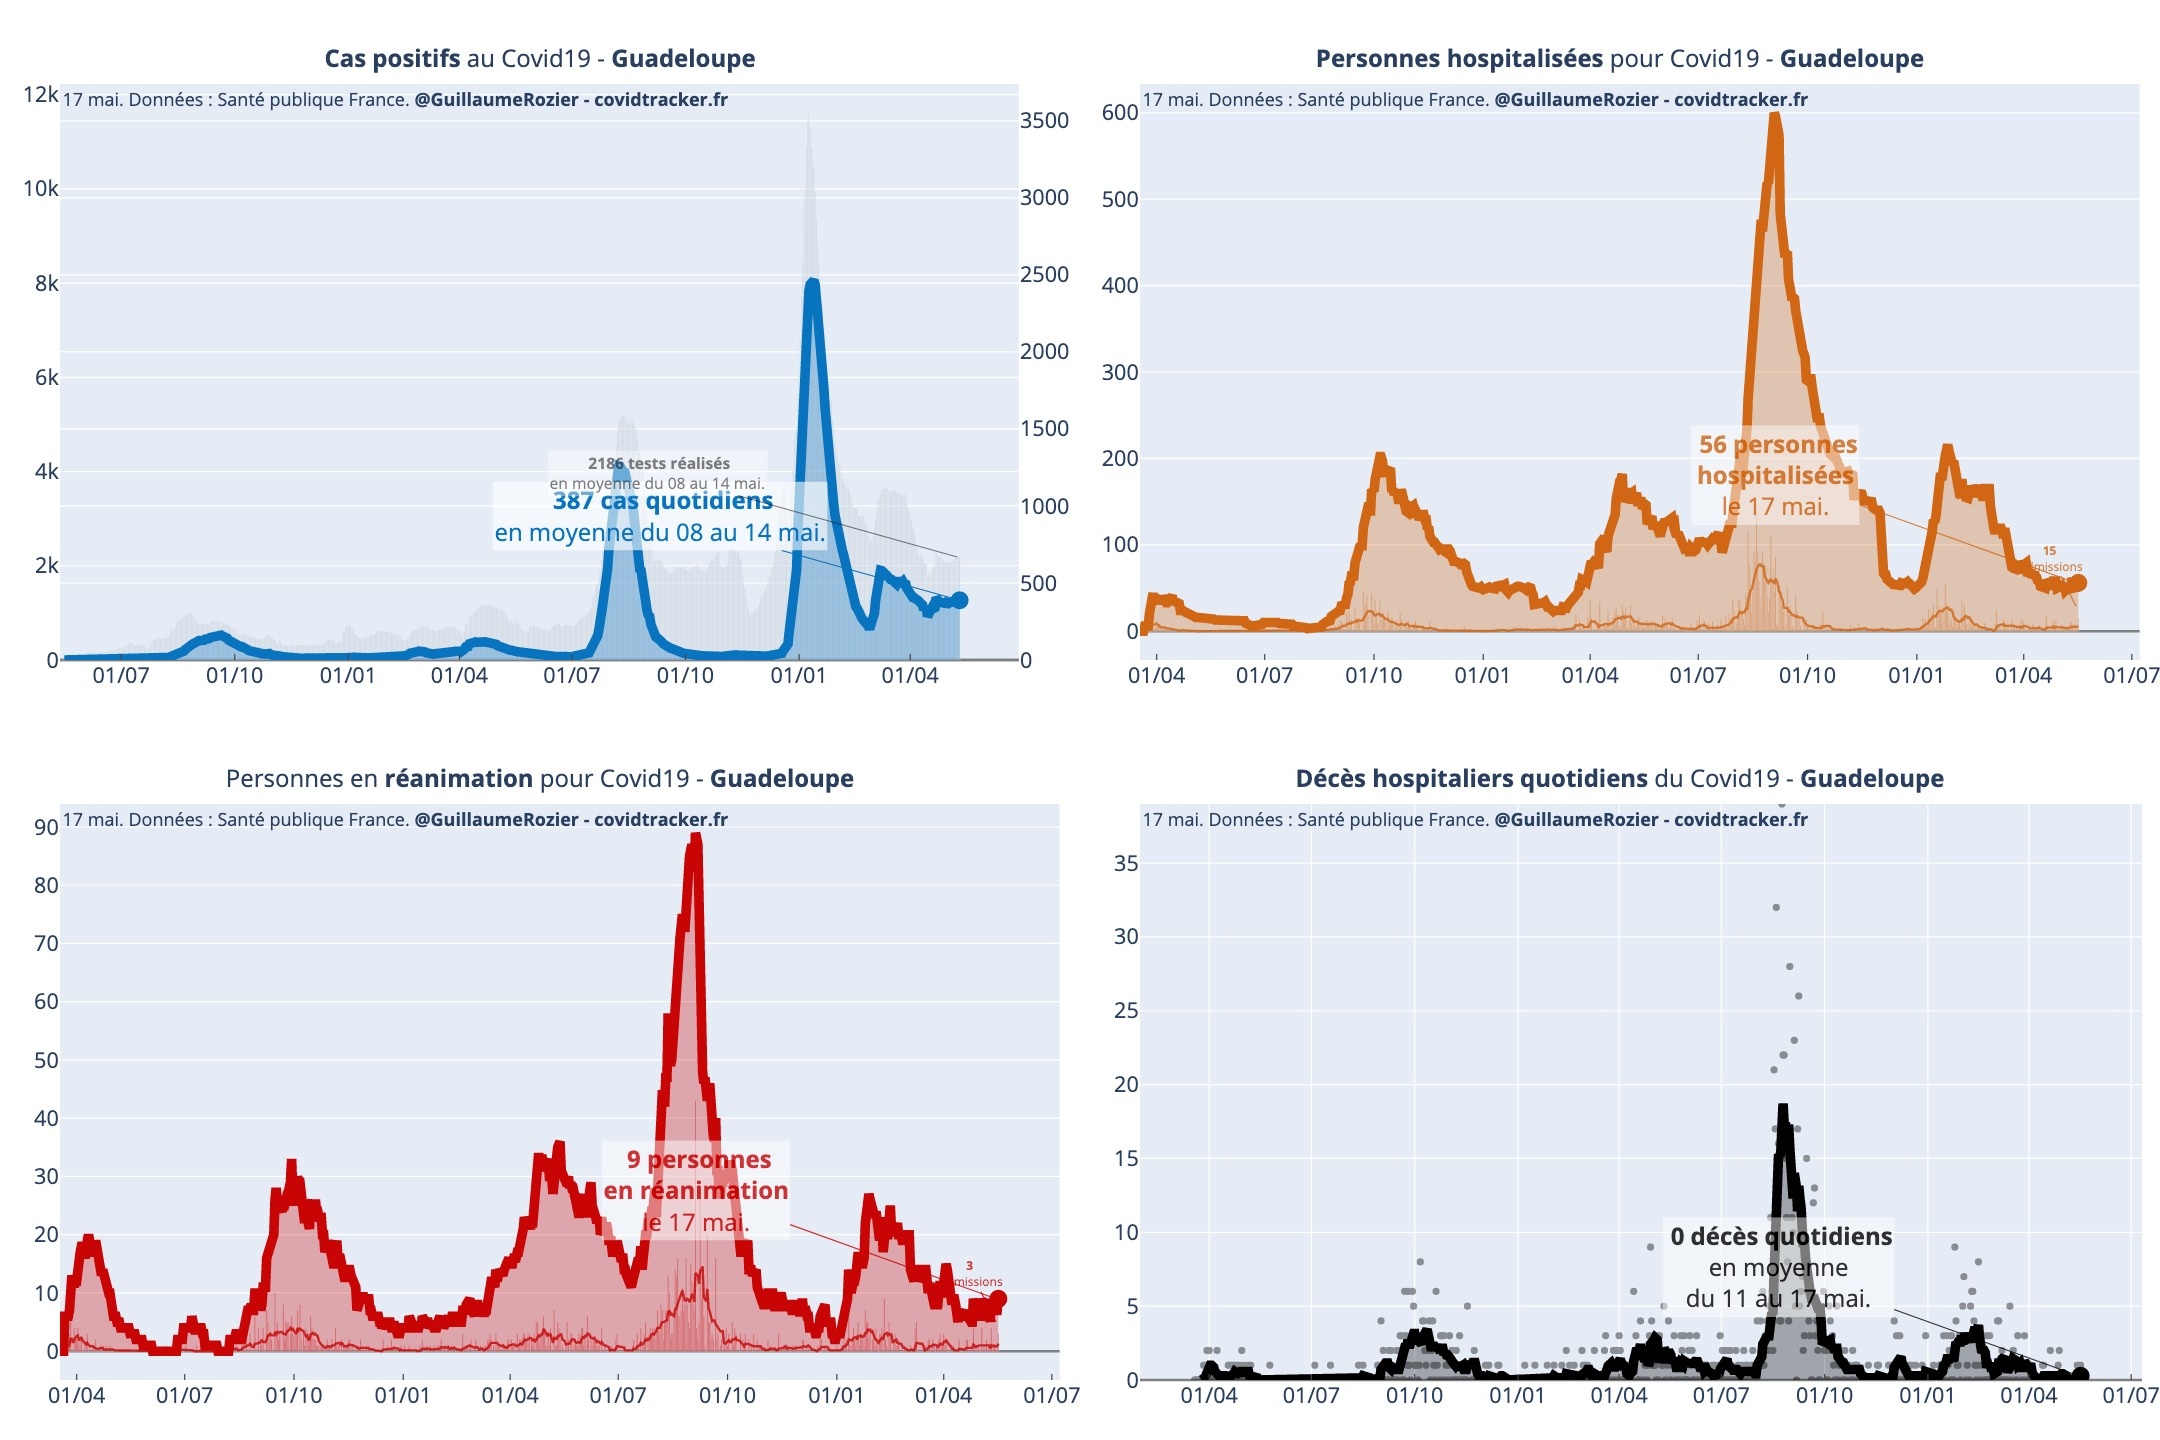 Cas positifs au Covid19 - Guadeloupe
17 mai. Données : Santé publique France. @GuillaumeRozier - covidtracker.fr
12k
10k
8k
6k
4k
2k
0
3500
3000
2500
2000
1500
1000
500
0
2186 tests réalisés
en moyenne du 08 au 14 mai.
387 cas quotidiens
en moyenne du 08 au 14 mai.
01/07 01/10 01/01 01/04 01/07 01/10 01/01 01/04
Personnes hospitalisées pour Covid19 - Guadeloupe
17 mai. Données : Santé publique France. @GuillaumeRozier - covidtracker.fr
600
500
400
300
200
100
0
56 personnes
hospitalisées
le 17 mai.
15
missions
01/04 01/07 01/10 01/01 01/04 01/07 01/10 01/01 01/04 01/07
Personnes en réanimation pour Covid19 - Guadeloupe
17 mai. Données : Santé publique France. @GuillaumeRozier - covidtracker.fr
90
80
70
60
50
40
30
20
10
0
9 personnes
en réanimation
le 17 mai.
3
missions
01/04 01/07 01/10 01/01 01/04 01/07 01/10 01/01 01/04 01/07
Décès hospitaliers quotidiens du Covid19 - Guadeloupe
17 mai. Données : Santé publique France. @GuillaumeRozier - covidtracker.fr
35
30
25
20
15
10
5
0
0 décès quotidiens
en moyenne
du 11 au 17 mai.
01/04 01/07 01/10 01/01 01/04 01/07 01/10 01/01 01/04 01/07